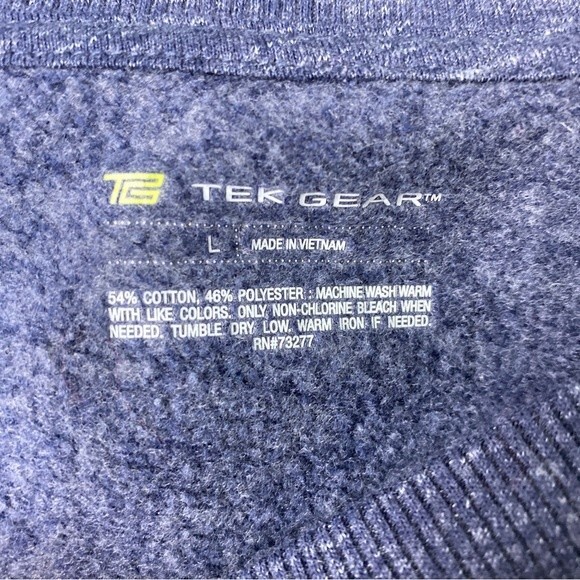 TG TEK GEAR™
L : MADE IN VIETNAM
54% COTTON, 46% POLYESTER : MACHINE WASH WARM
WITH LIKE COLORS. ONLY NON-CHLORINE BLEACH WHEN
NEEDED. TUMBLE DRY LOW. WARM IRON IF NEEDED.
RN#73277